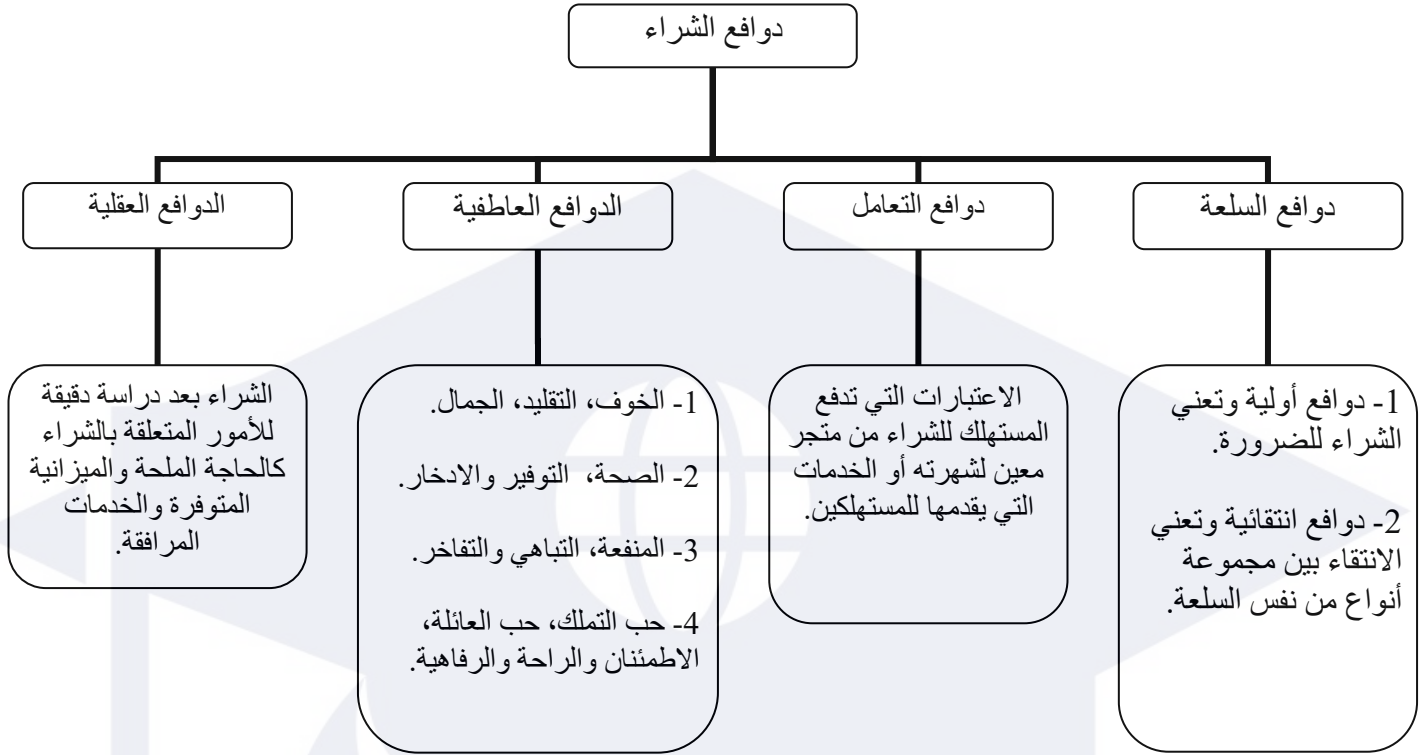 دوافع الشراء
دوافع السلعة
دوافع التعامل
الدوافع العاطفية
الدوافع العقلية
1- دوافع أولية وتعني
الشراء للضرورة.
2- دوافع انتقائية وتعني
الانتقاء بين مجموعة
أنواع من نفس السلعة.
الاعتبارات التي تدفع
المستهلك للشراء من متجر
معين لشهرته أو الخدمات
التي يقدمها للمستهلكين.
1- الخوف، التقليد، الجمال.
2- الصحة، التوفير والادخار.
3- المنفعة، التباهي والتفاخر.
4- حب التملك، حب العائلة،
الاطمئنان والراحة والرفاهية.
الشراء بعد دراسة دقيقة
للأمور المتعلقة بالشراء
كالحاجة الملحة والميزانية
المتوفرة والخدمات
المرافقة.